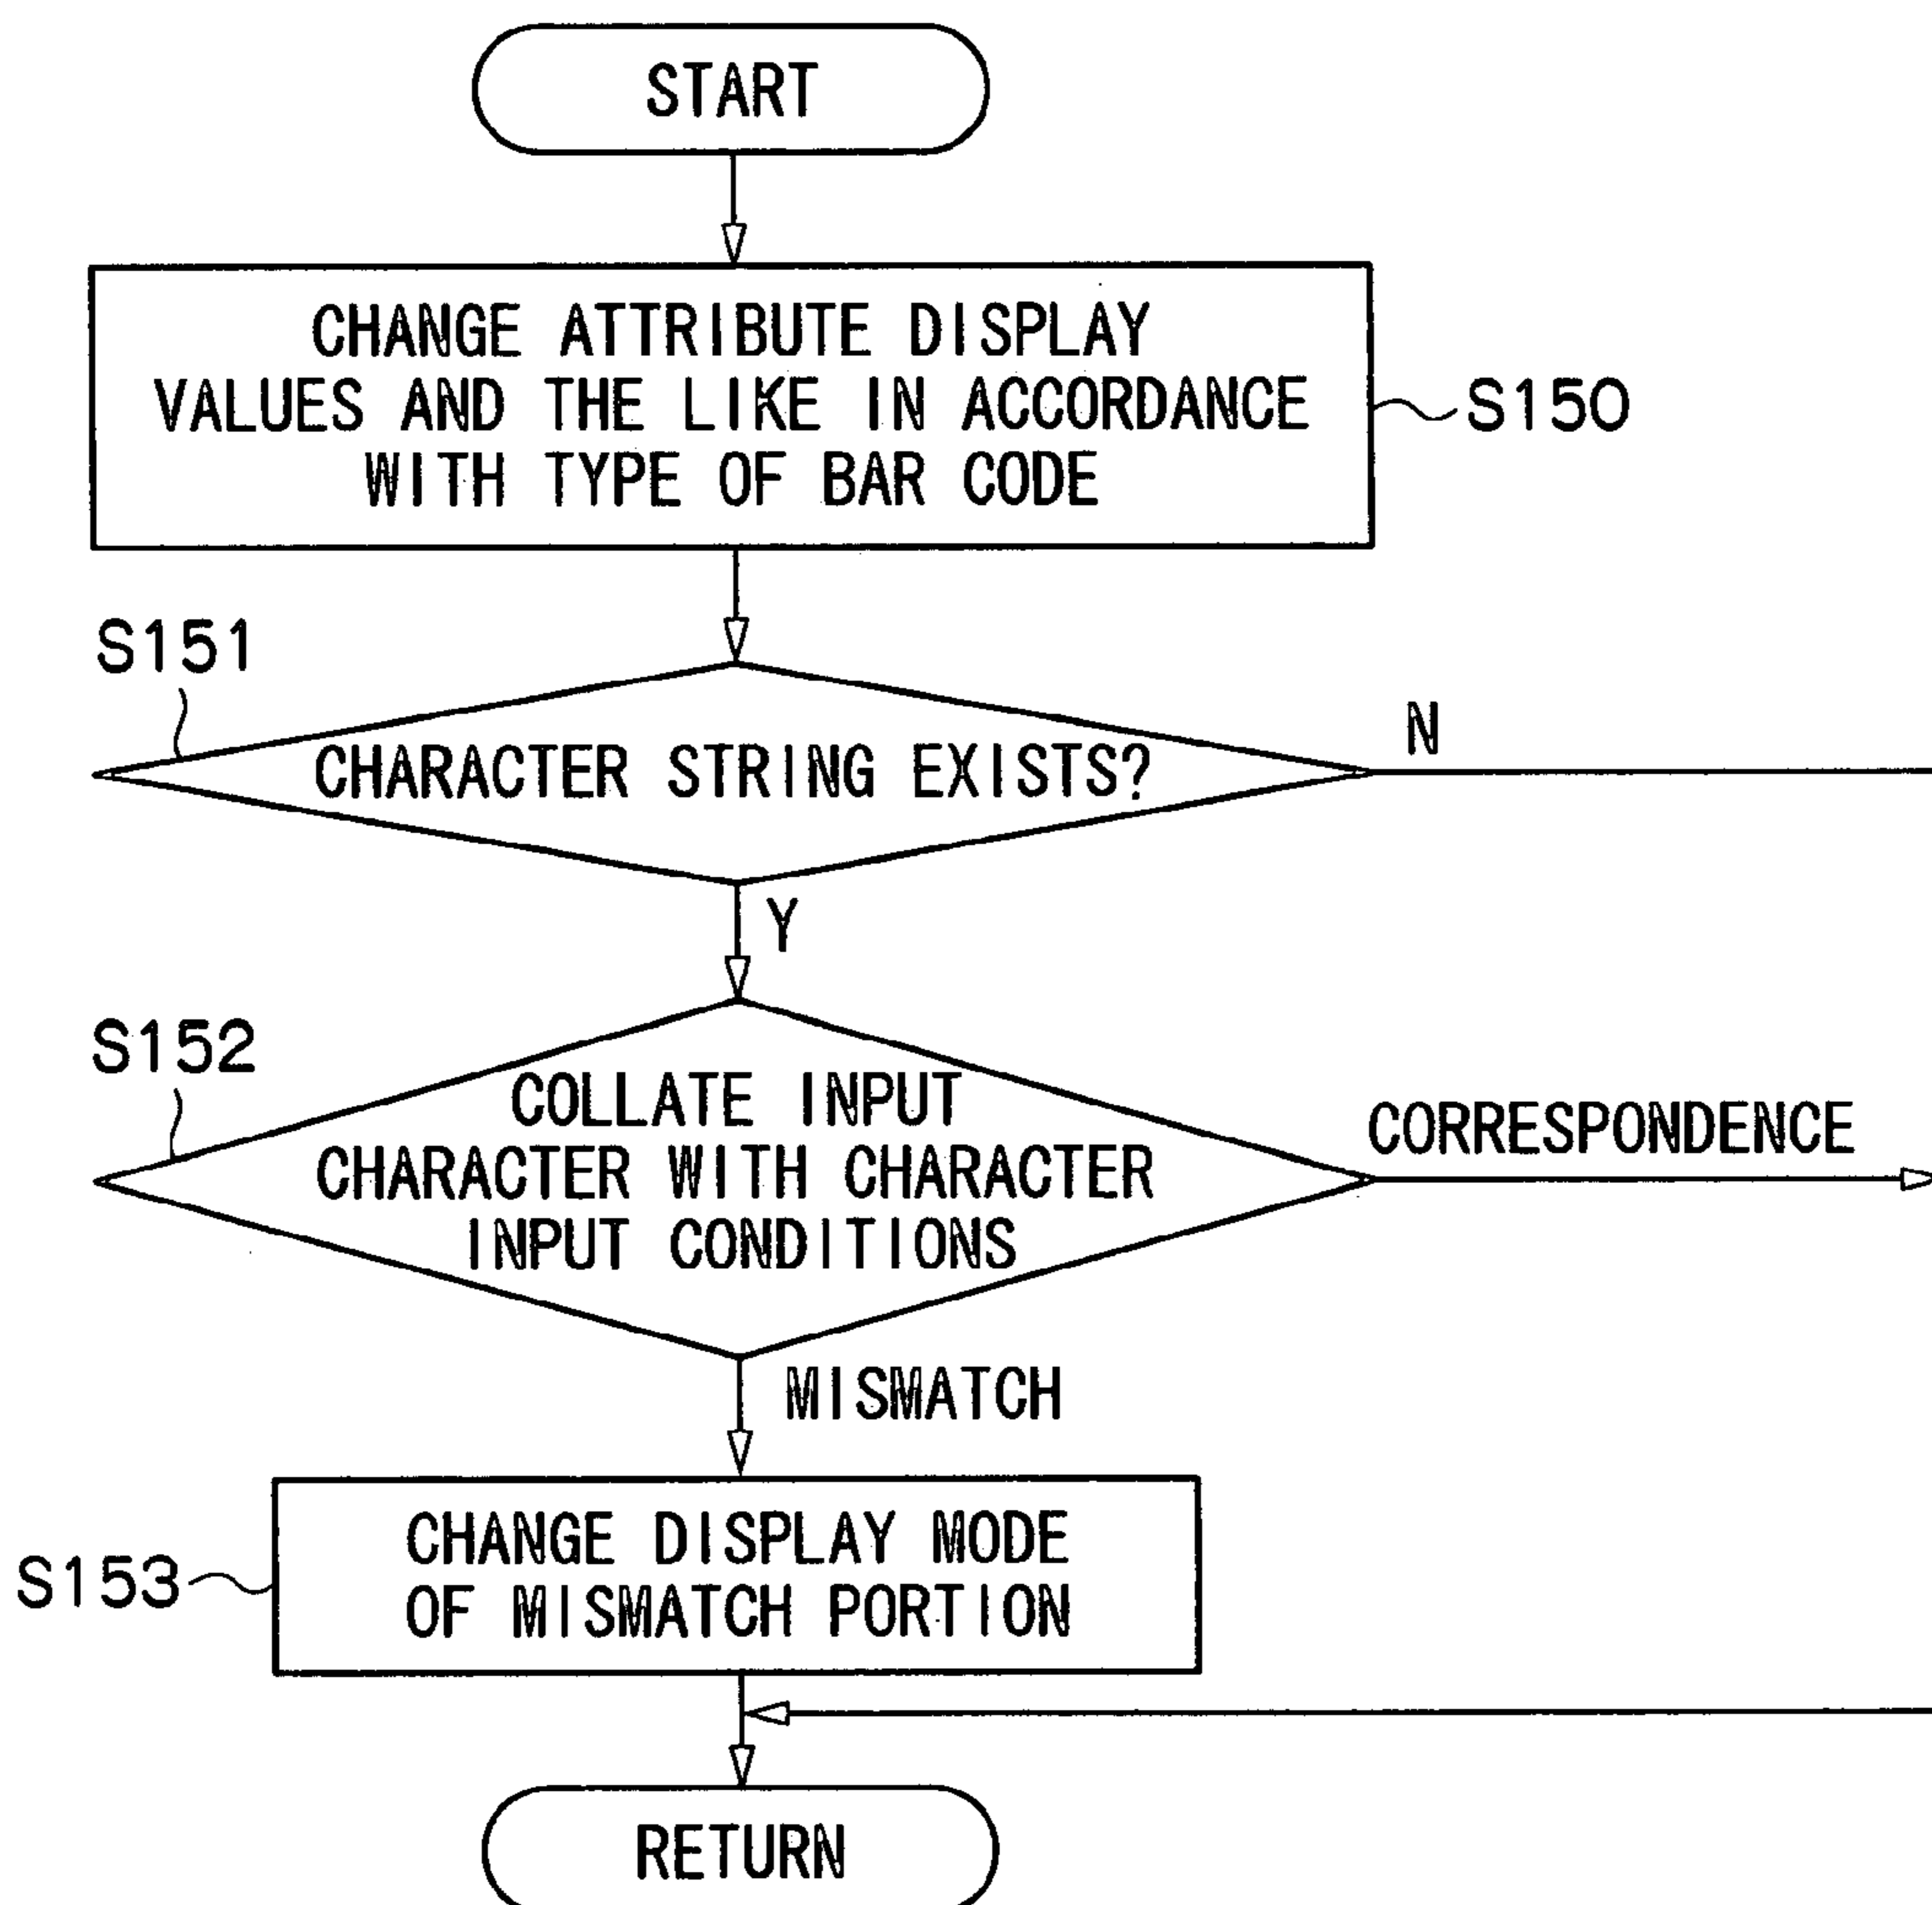 START
CHANGE ATTRIBUTE DISPLAY
VALUES AND THE LIKE IN ACCORDANCE
WITH TYPE OF BAR CODE
S150
S151
CHARACTER STRING EXISTS?
N
Y
S152
COLLATE INPUT
CHARACTER WITH CHARACTER
INPUT CONDITIONS
CORRESPONDENCE
MISMATCH
CHANGE DISPLAY MODE
OF MISMATCH PORTION
S153
RETURN